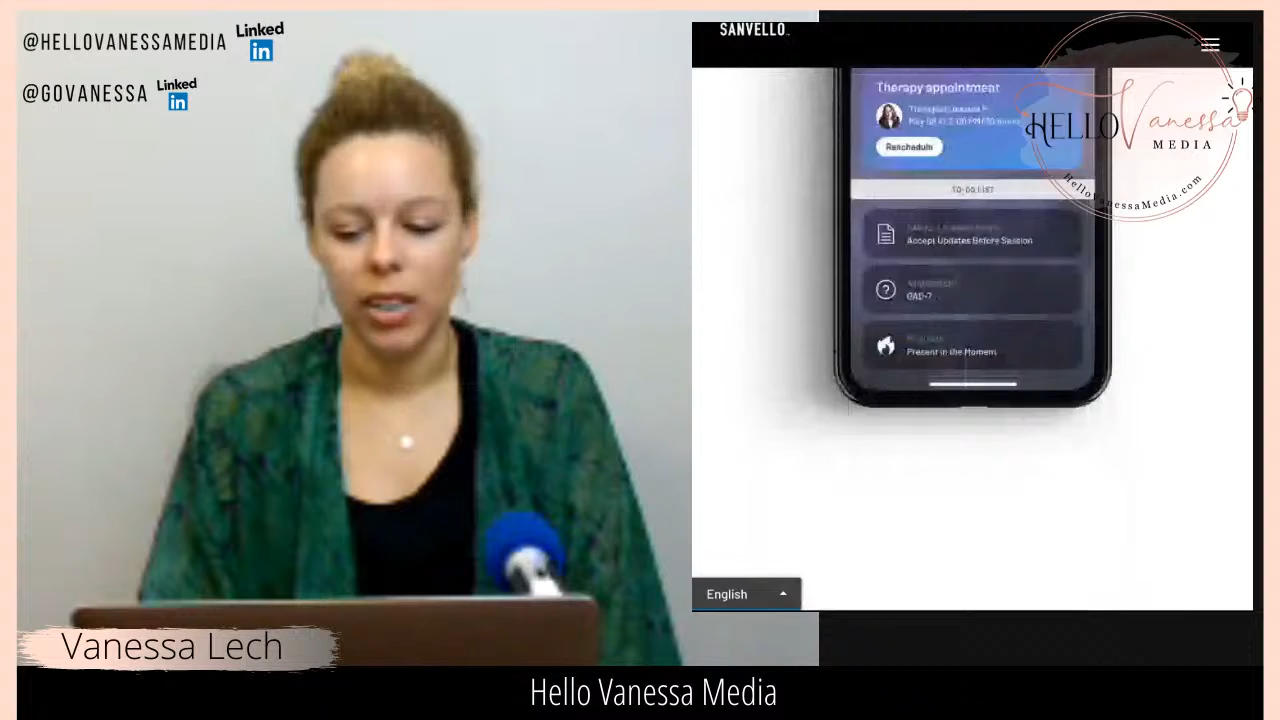 @HELLOVANESSAMEDIA Linked in
@GOVANESSA Linked in
SANVELLO
Therapy appointment
Reschedule
TO-DO LIST
Accept Updates Before Session
GAD-7
Present in the Moment
English
HELLO Vanessa
MEDIA
HelloVanessaMedia.com
Vanessa Lech
Hello Vanessa Media